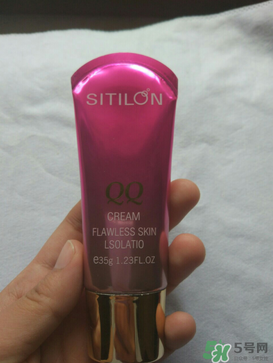 SITILON
QQ
CREAM
FLAWLESS SKIN
LSOLATIO
e35g 1.23FL.OZ
5号网